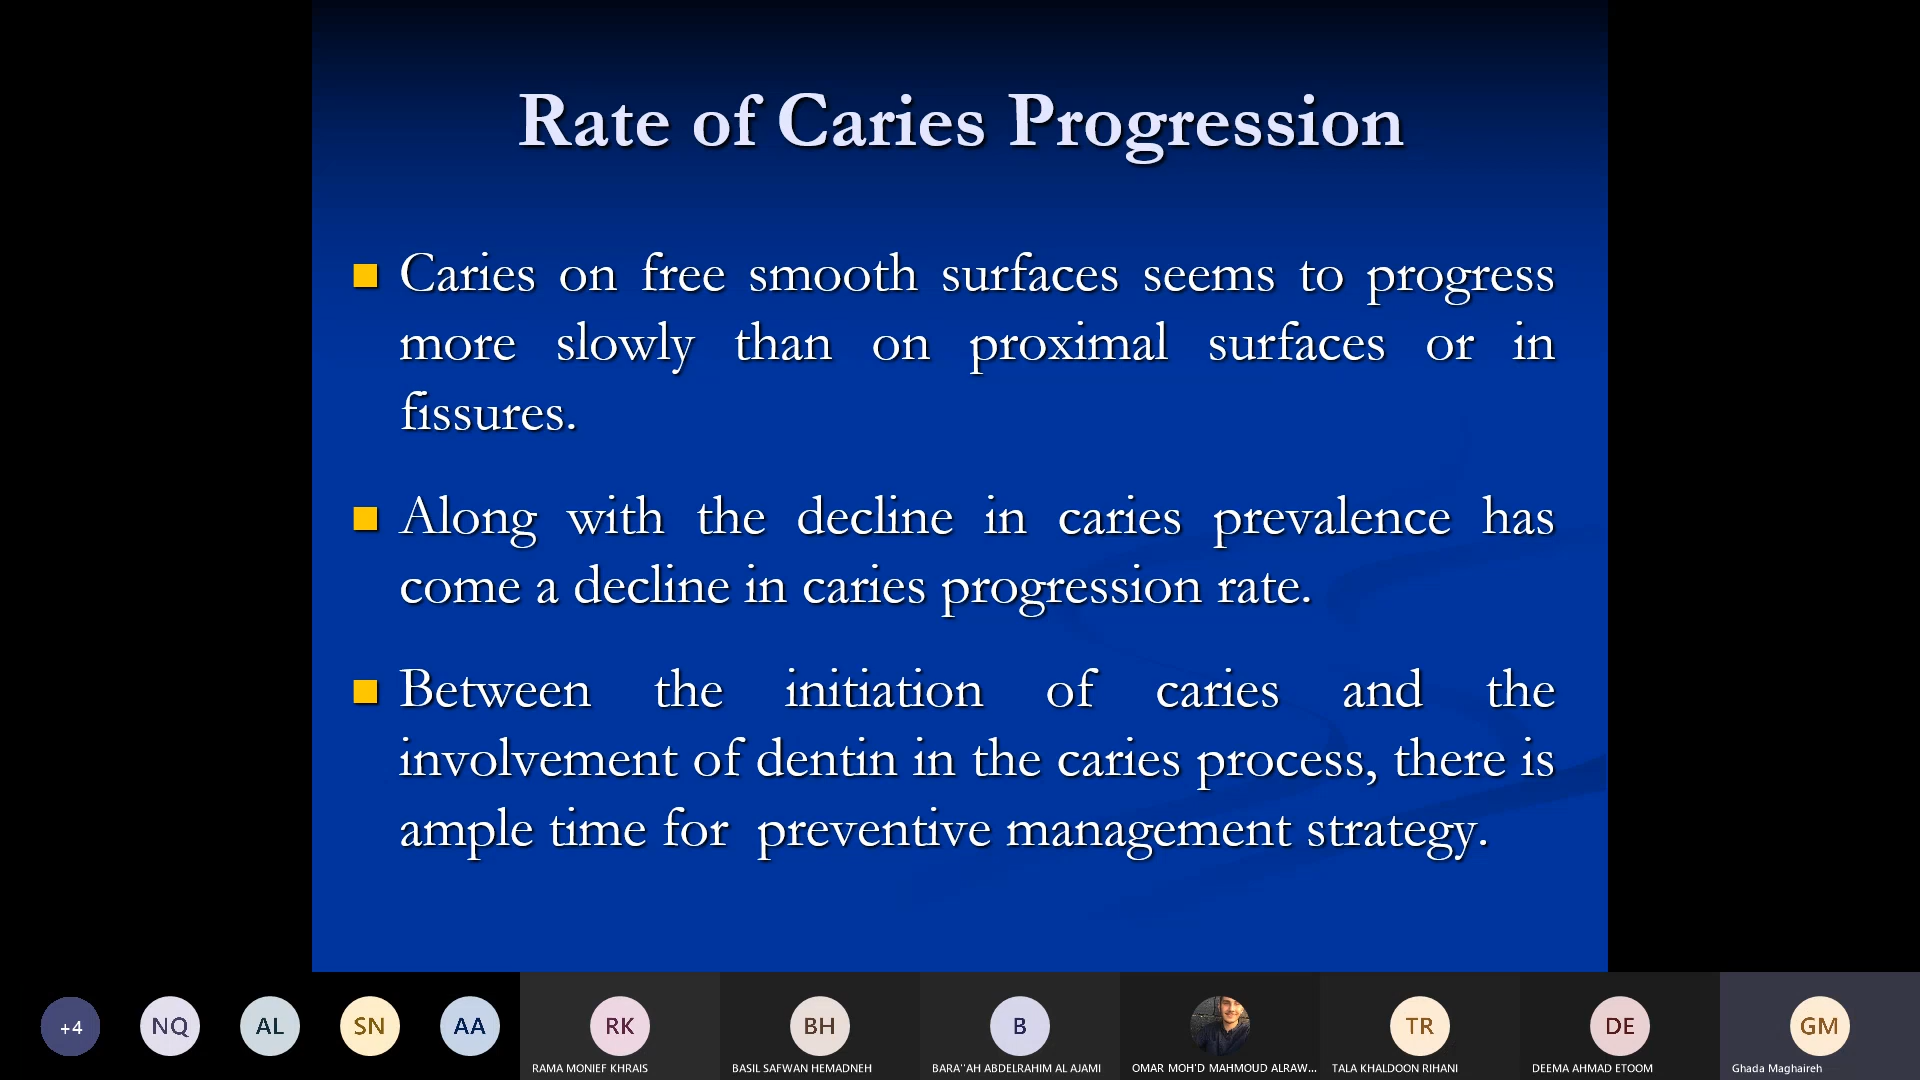 Rate of Caries Progression
Caries on free smooth surfaces seems to progress
more slowly than on proximal surfaces or in
fissures.
Along with the decline in caries prevalence has
come a decline in caries progression rate.
Between the initiation of caries and the
involvement of dentin in the caries process, there is
ample time for preventive management strategy.
+4
NQ
AL
SN
AA
RK
BH
B
TR
DE
GM
RAMA MONIEF KHRAIS
BASIL SAFWAN HEMADNEH
BARA''AH ABDELRAHIM AL AJAMI
OMAR MOH'D MAHMOUD ALRAW...
TALA KHALDOON RIHANI
DEEMA AHMAD ETOOM
Ghada Maghaireh